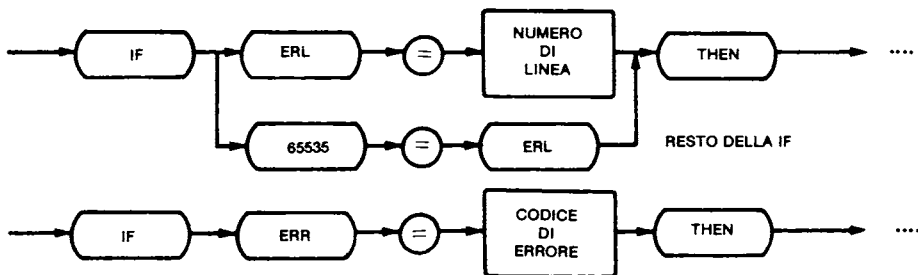 IF ERL = NUMERO DI LINEA THEN ....
65535 = ERL RESTO DELLA IF
IF ERR = CODICE DI ERRORE THEN ....